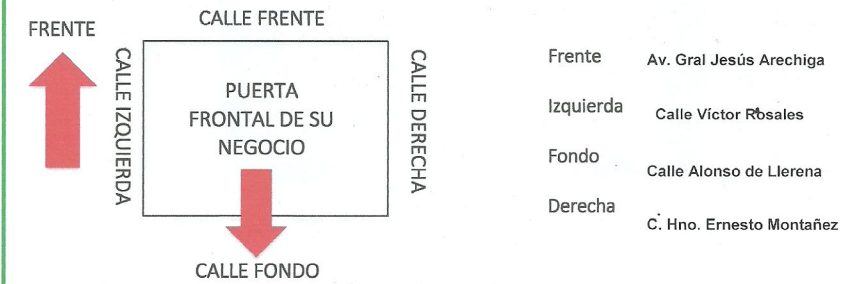 CALLE FRENTE
FRENTE
CALLE IZQUIERDA
PUERTA
FRONTAL DE SU
NEGOCIO
CALLE DERECHA
CALLE FONDO
Frente Av. Gral Jesús Arechiga
Izquierda Calle Víctor Rosales
Fondo Calle Alonso de Llerena
Derecha C. Hno. Ernesto Montañez